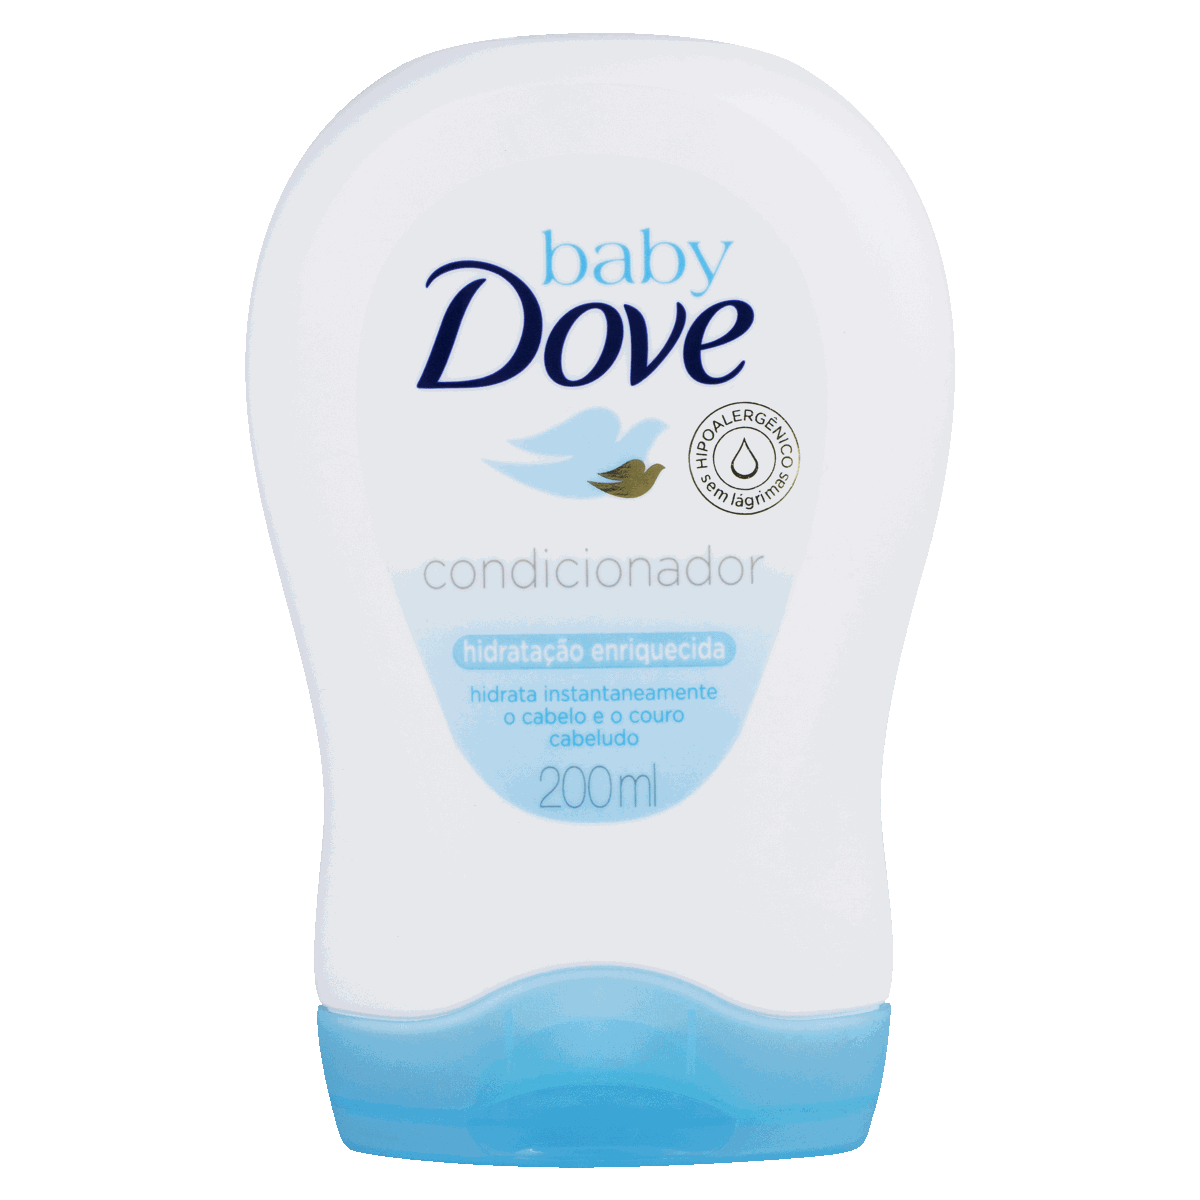 baby
Dove
HIPOALERGÊNICO
sem lágrimas
condicionador
hidratação enriquecida
hidrata instantaneamente
o cabelo e o couro
cabeludo
200ml